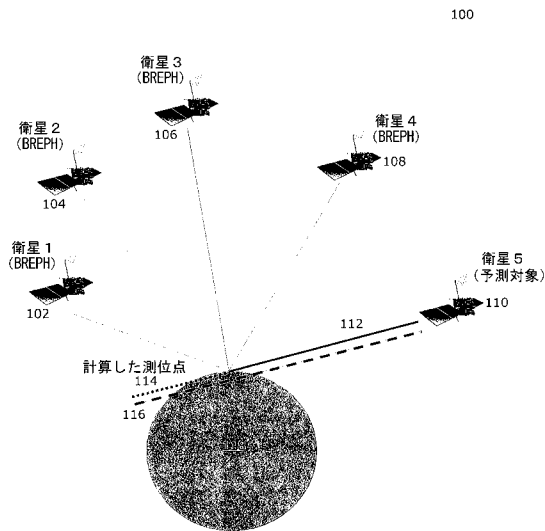 100
衛星3
(BREPH)
106
衛星2
(BREPH)
104
衛星4
(BREPH)
108
衛星1
(BREPH)
102
衛星5
(予測対象)
110
112
計算した測位点
114
116